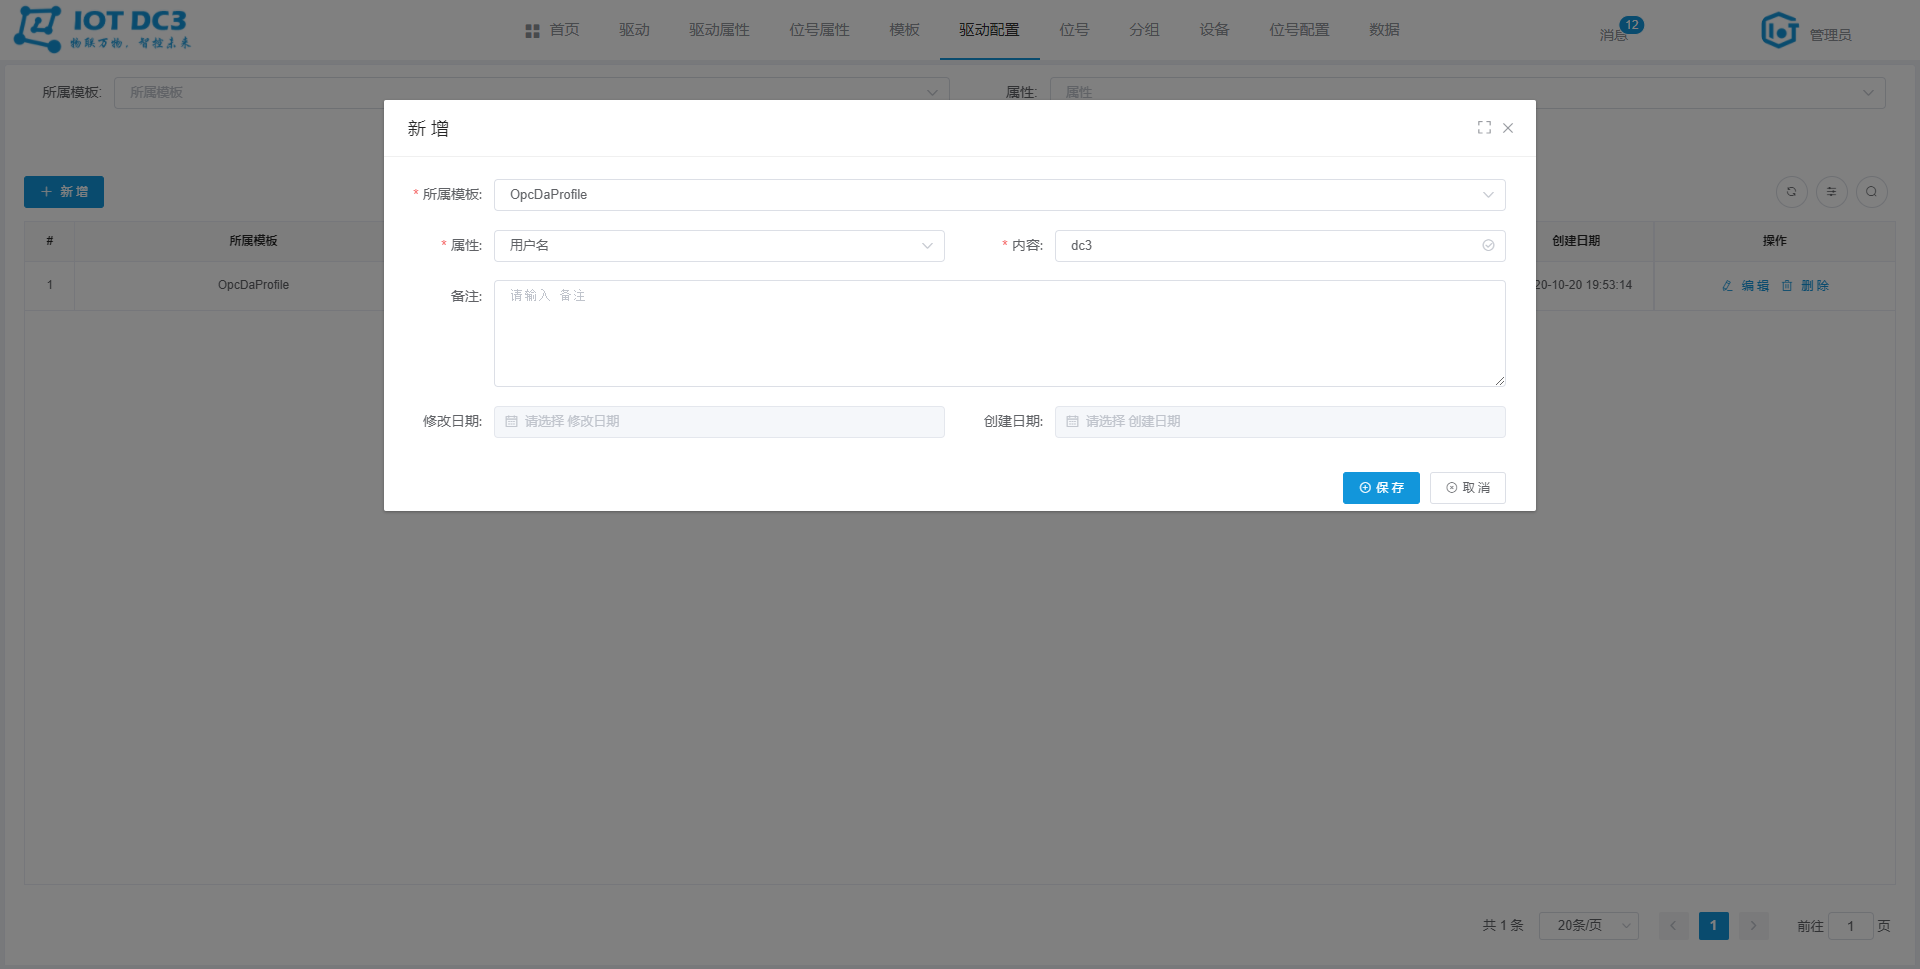 IOT DC3
物联万物，智控未来
首页 驱动 驱动属性 位号属性 模板 驱动配置 位号 分组 设备 位号配置 数据 消息 12 管理员
所属模板: 所属模板 属性: 属性
新 增
* 所属模板: OpcDaProfile
新 增
* 属性: 用户名 * 内容: dc3
# 所属模板 创建日期 操作
1 OpcDaProfile 20-10-20 19:53:14 编 辑 删 除
备注: 请输入 备注
修改日期: 请选择 修改日期 创建日期: 请选择 创建日期
保 存 取 消
共 1 条 20条/页 1 前往 1 页